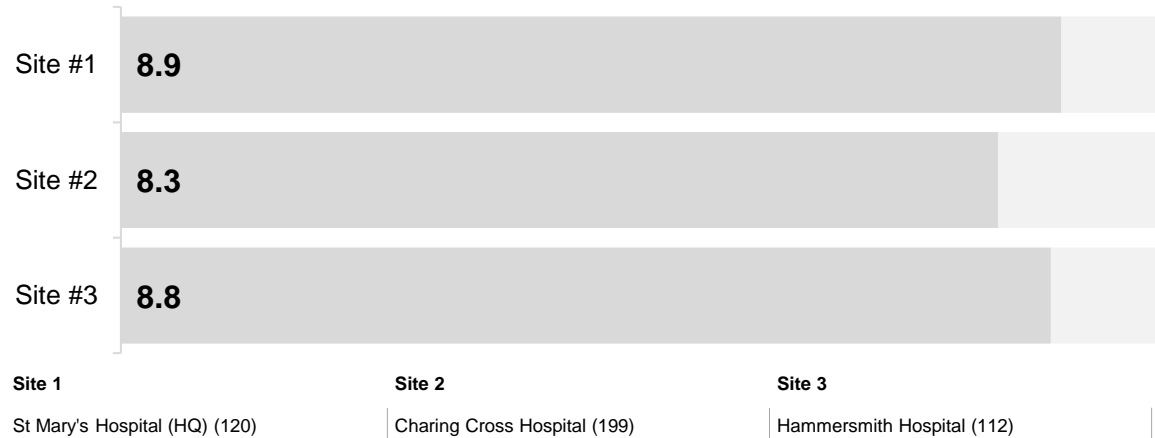 Site #1 8.9
Site #2 8.3
Site #3 8.8
Site 1 Site 2 Site 3
St Mary's Hospital (HQ) (120) Charing Cross Hospital (199) Hammersmith Hospital (112)